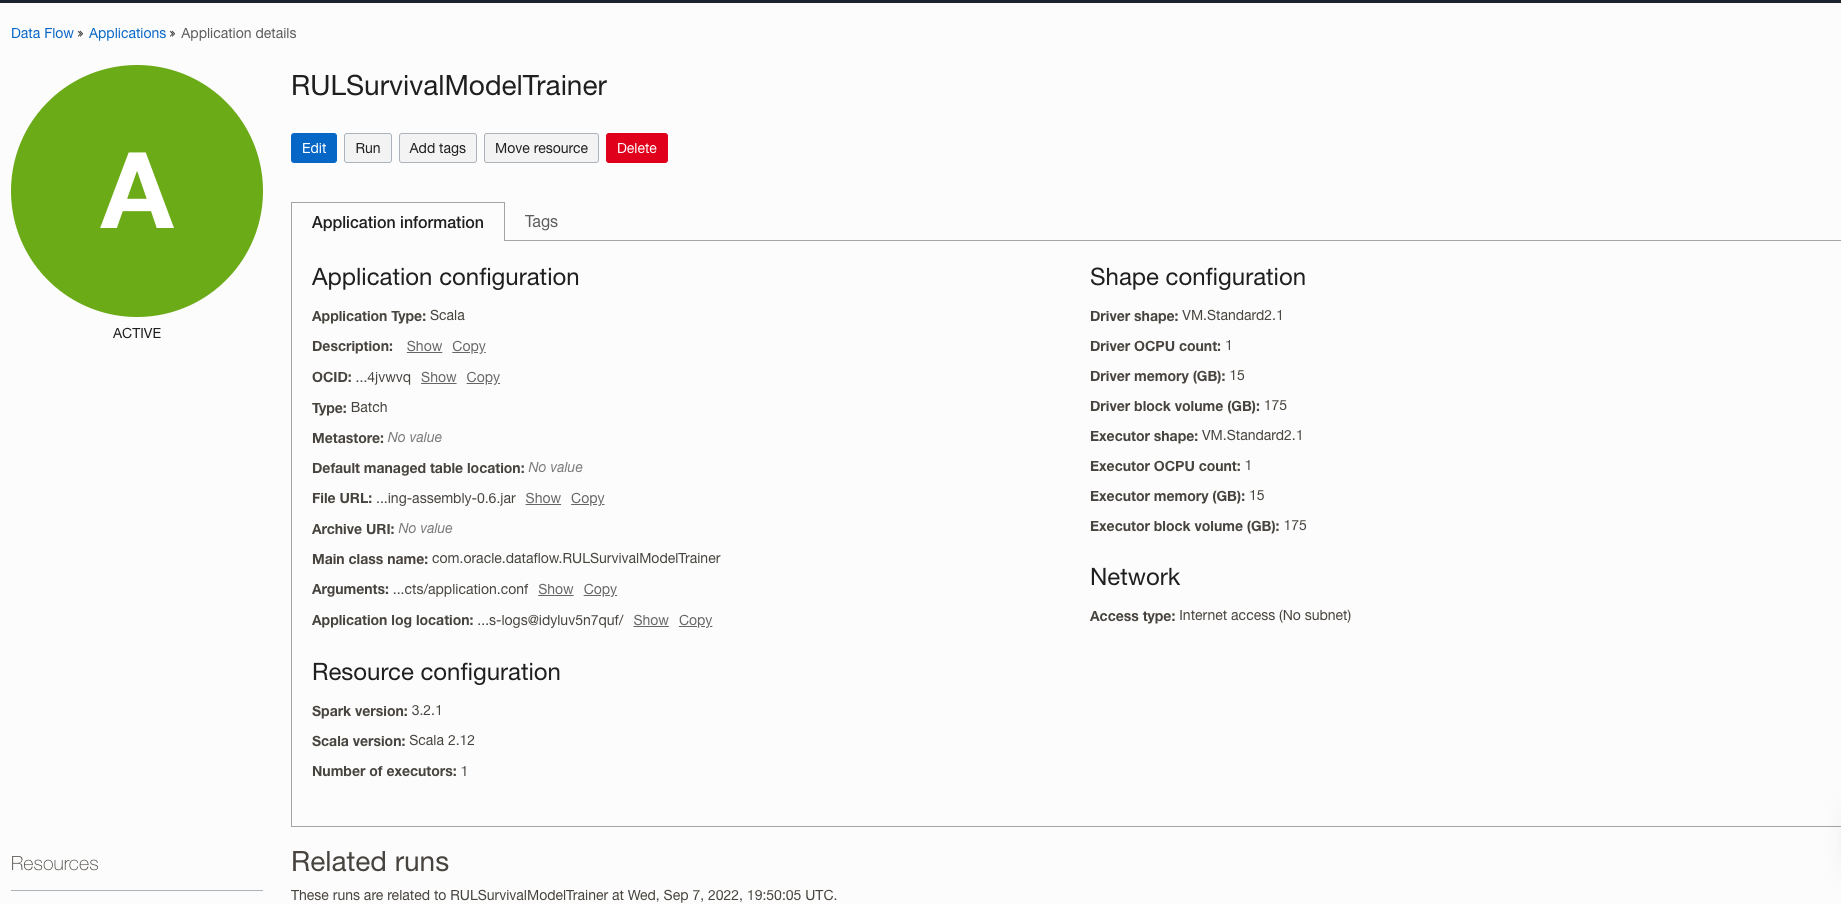 Data Flow » Applications » Application details
A
ACTIVE
RULSurvivalModelTrainer
Edit Run Add tags Move resource Delete
Application information Tags
Application configuration
Application Type: Scala
Description: Show Copy
OCID: ...4jvwvq Show Copy
Type: Batch
Metastore: No value
Default managed table location: No value
File URL: ...ing-assembly-0.6.jar Show Copy
Archive URI: No value
Main class name: com.oracle.dataflow.RULSurvivalModelTrainer
Arguments: ...cts/application.conf Show Copy
Application log location: ...s-logs@idyluv5n7quf/ Show Copy
Resource configuration
Spark version: 3.2.1
Scala version: Scala 2.12
Number of executors: 1
Shape configuration
Driver shape: VM.Standard2.1
Driver OCPU count: 1
Driver memory (GB): 15
Driver block volume (GB): 175
Executor shape: VM.Standard2.1
Executor OCPU count: 1
Executor memory (GB): 15
Executor block volume (GB): 175
Network
Access type: Internet access (No subnet)
Resources
Related runs
These runs are related to RULSurvivalModelTrainer at Wed, Sep 7, 2022, 19:50:05 UTC.